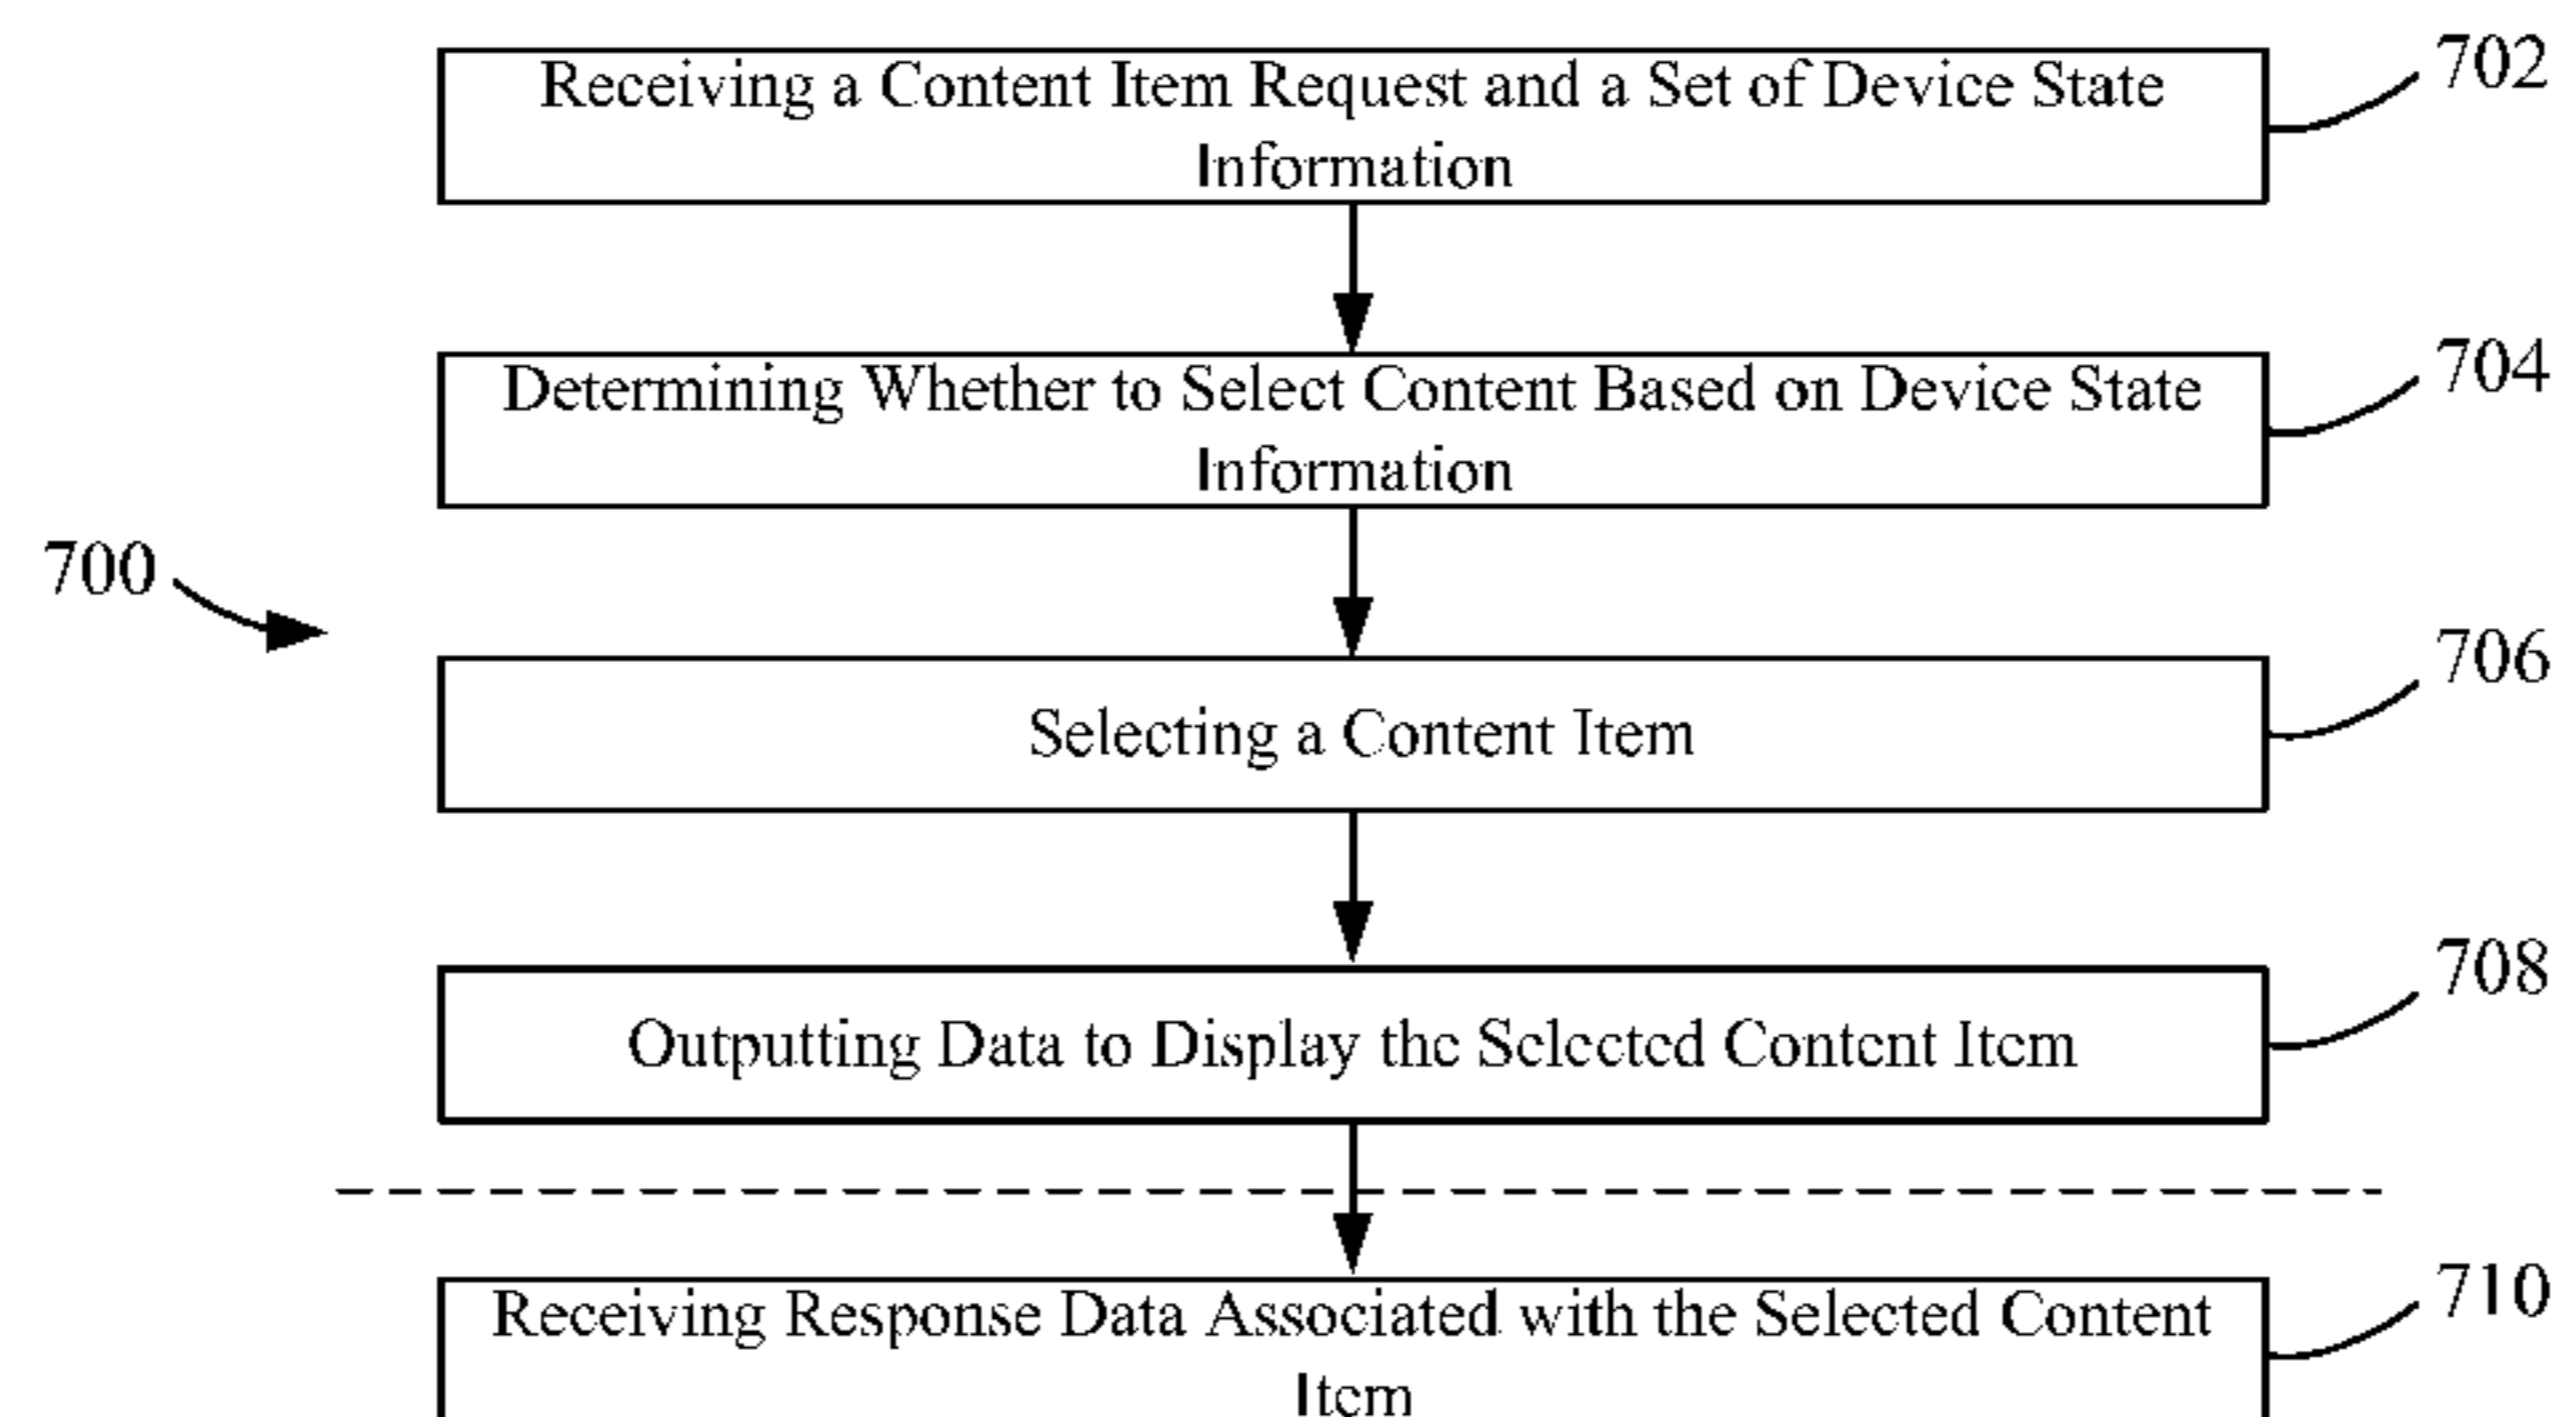 Receiving a Content Item Request and a Set of Device State
Information
702
Determining Whether to Select Content Based on Device State
Information
704
700
Selecting a Content Item
706
Outputting Data to Display the Selected Content Item
708
Receiving Response Data Associated with the Selected Content
Item
710